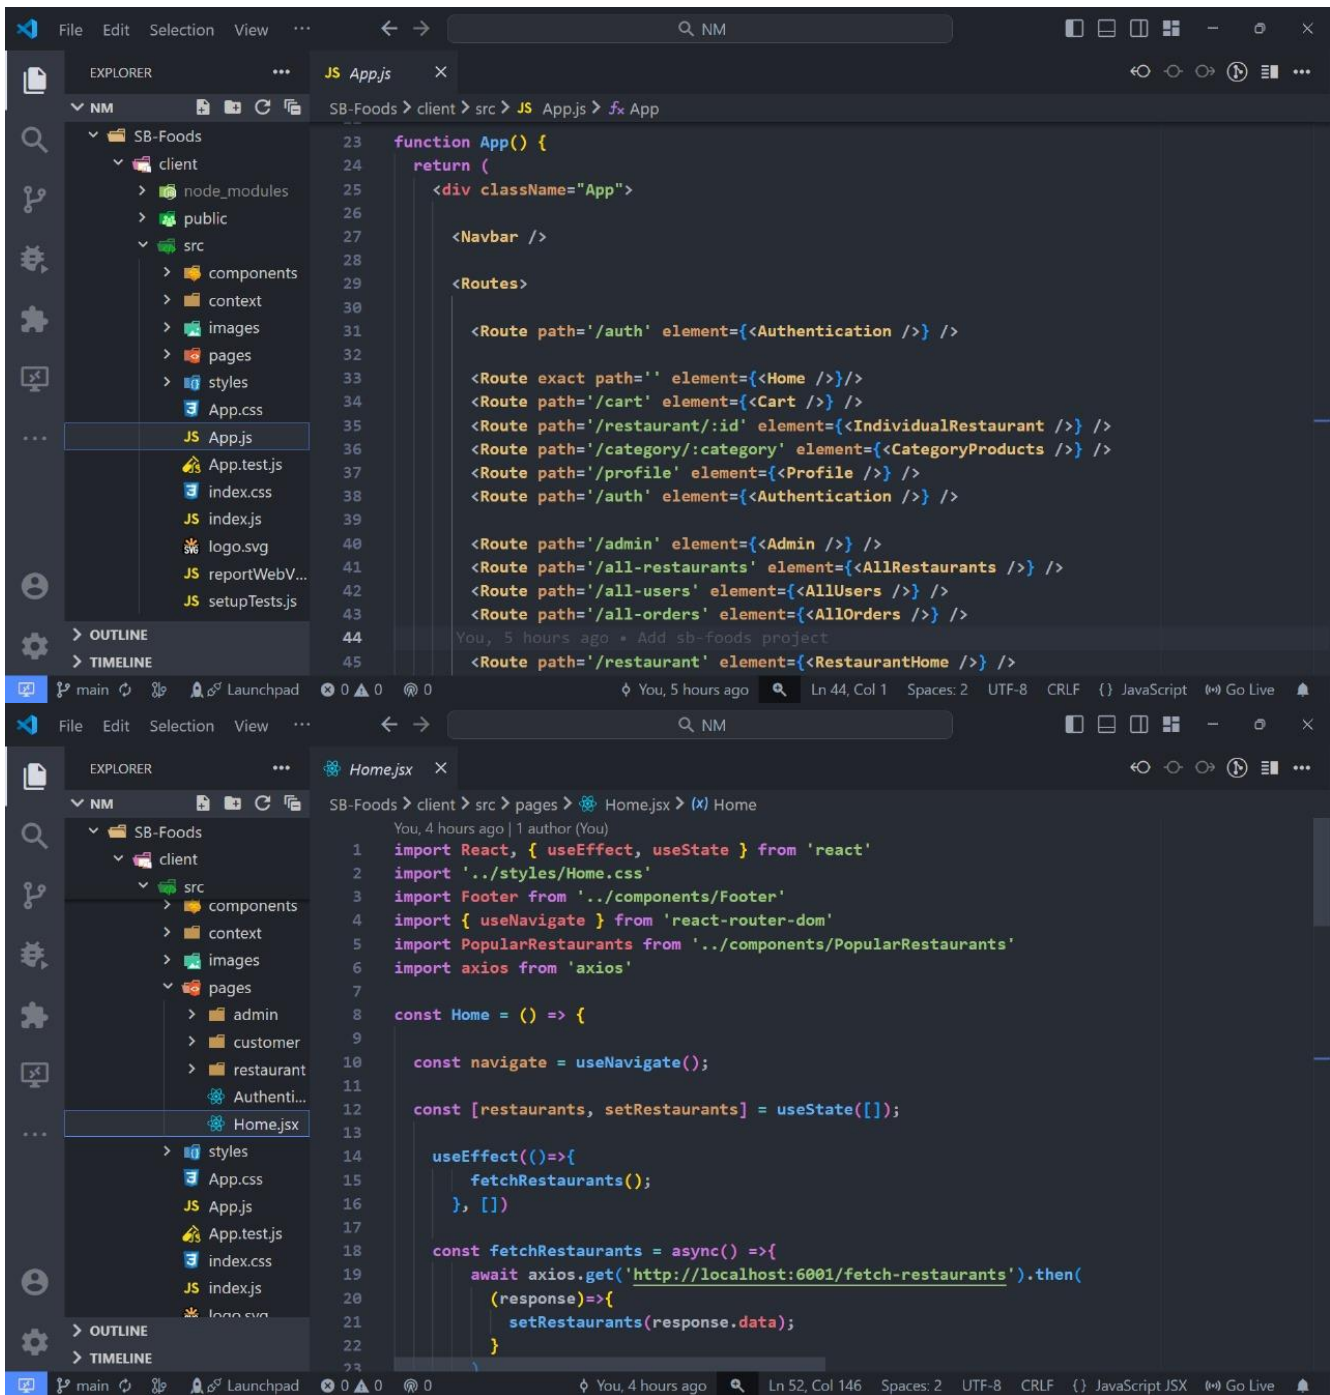 File Edit Selection View ··· NM
EXPLORER ··· JS App.js
NM SB-Foods > client > src > JS App.js > App
SB-Foods
client
node_modules
public
src
components
context
images
pages
styles
App.css
JS App.js
App.test.js
index.css
JS index.js
logo.svg
JS reportWebV...
JS setupTests.js
OUTLINE
TIMELINE
23 function App() {
24 return (
25 <div className="App">
26
27 <Navbar />
28
29 <Routes>
30
31 <Route path='/auth' element={<Authentication />} />
32
33 <Route exact path='' element={<Home />}/>
34 <Route path='/cart' element={<Cart />} />
35 <Route path='/restaurant/:id' element={<IndividualRestaurant />} />
36 <Route path='/category/:category' element={<CategoryProducts />} />
37 <Route path='/profile' element={<Profile />} />
38 <Route path='/auth' element={<Authentication />} />
39
40 <Route path='/admin' element={<Admin />} />
41 <Route path='/all-restaurants' element={<AllRestaurants />} />
42 <Route path='/all-users' element={<AllUsers />} />
43 <Route path='/all-orders' element={<AllOrders />} />
44 You, 5 hours ago • Add sb-foods project
45 <Route path='/restaurant' element={<RestaurantHome />} />
main Launchpad 0 0 0 You, 5 hours ago Ln 44, Col 1 Spaces: 2 UTF-8 CRLF {} JavaScript Go Live
File Edit Selection View ··· NM
EXPLORER ··· Home.jsx
NM SB-Foods > client > src > pages > Home.jsx > Home
SB-Foods
client
src
components
context
images
pages
admin
customer
restaurant
Authenti...
Home.jsx
styles
App.css
JS App.js
App.test.js
index.css
JS index.js
logo.svg
OUTLINE
TIMELINE
You, 4 hours ago | 1 author (You)
1 import React, { useEffect, useState } from 'react'
2 import '../styles/Home.css'
3 import Footer from '../components/Footer'
4 import { useNavigate } from 'react-router-dom'
5 import PopularRestaurants from '../components/PopularRestaurants'
6 import axios from 'axios'
7
8 const Home = () => {
9
10 const navigate = useNavigate();
11
12 const [restaurants, setRestaurants] = useState([]);
13
14 useEffect(()=>{
15 fetchRestaurants();
16 }, [])
17
18 const fetchRestaurants = async() =>{
19 await axios.get('http://localhost:6001/fetch-restaurants').then(
20 (response)=>{
21 setRestaurants(response.data);
22 }
23 )
main Launchpad 0 0 0 You, 4 hours ago Ln 52, Col 146 Spaces: 2 UTF-8 CRLF {} JavaScript JSX Go Live